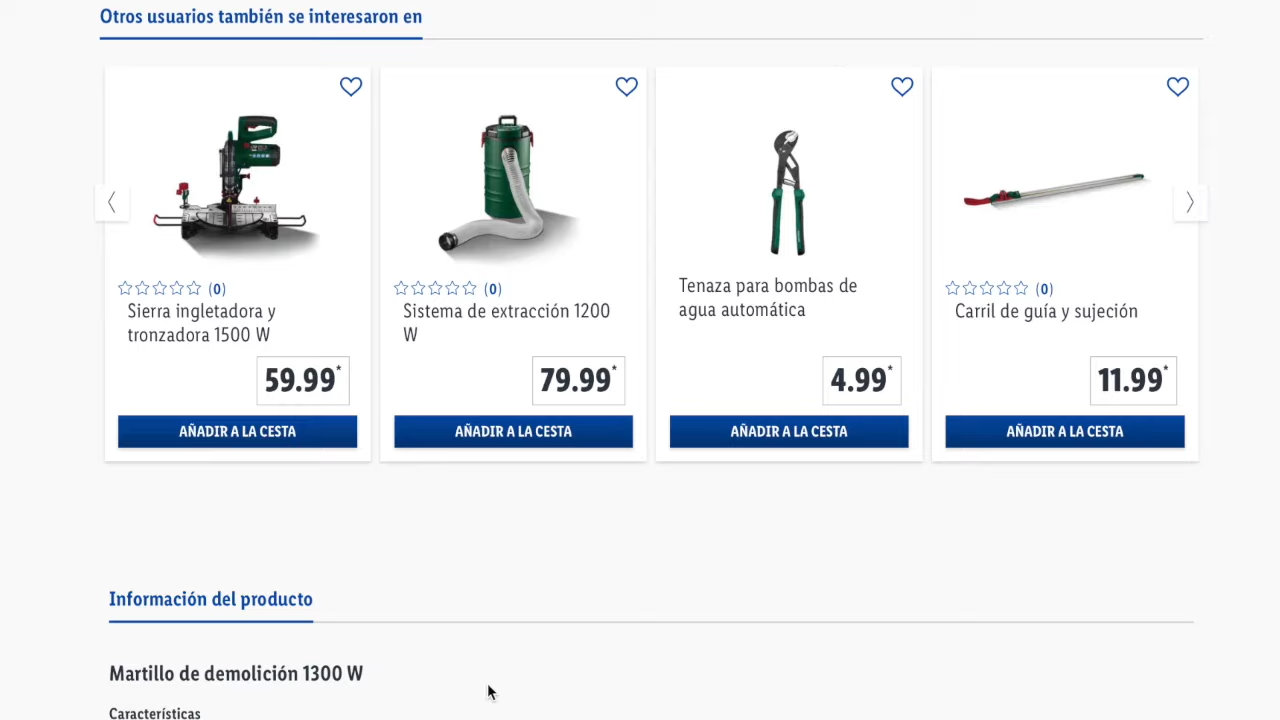 Otros usuarios también se interesaron en
(0)
Sierra ingletadora y
tronzadora 1500 W
59.99*
AÑADIR A LA CESTA
(0)
Sistema de extracción 1200
W
79.99*
AÑADIR A LA CESTA
Tenaza para bombas de
agua automática
4.99*
AÑADIR A LA CESTA
(0)
Carril de guía y sujeción
11.99*
AÑADIR A LA CESTA
Información del producto
Martillo de demolición 1300 W
Características